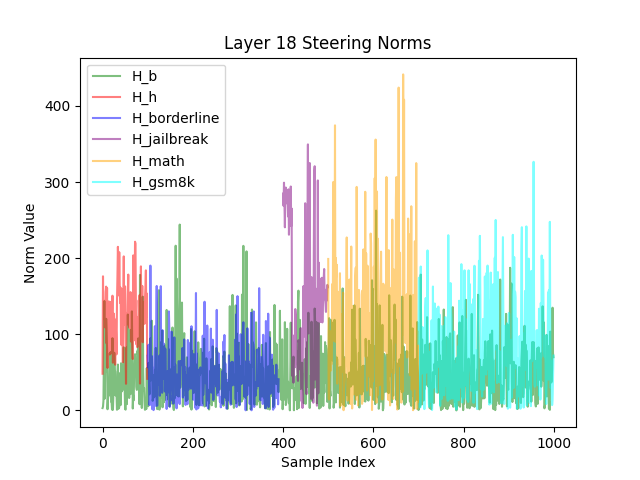 Layer 18 Steering Norms
H_b
H_h
H_borderline
H_jailbreak
H_math
H_gsm8k
Norm Value
400
300
200
100
0
0
200
400
600
800
1000
Sample Index